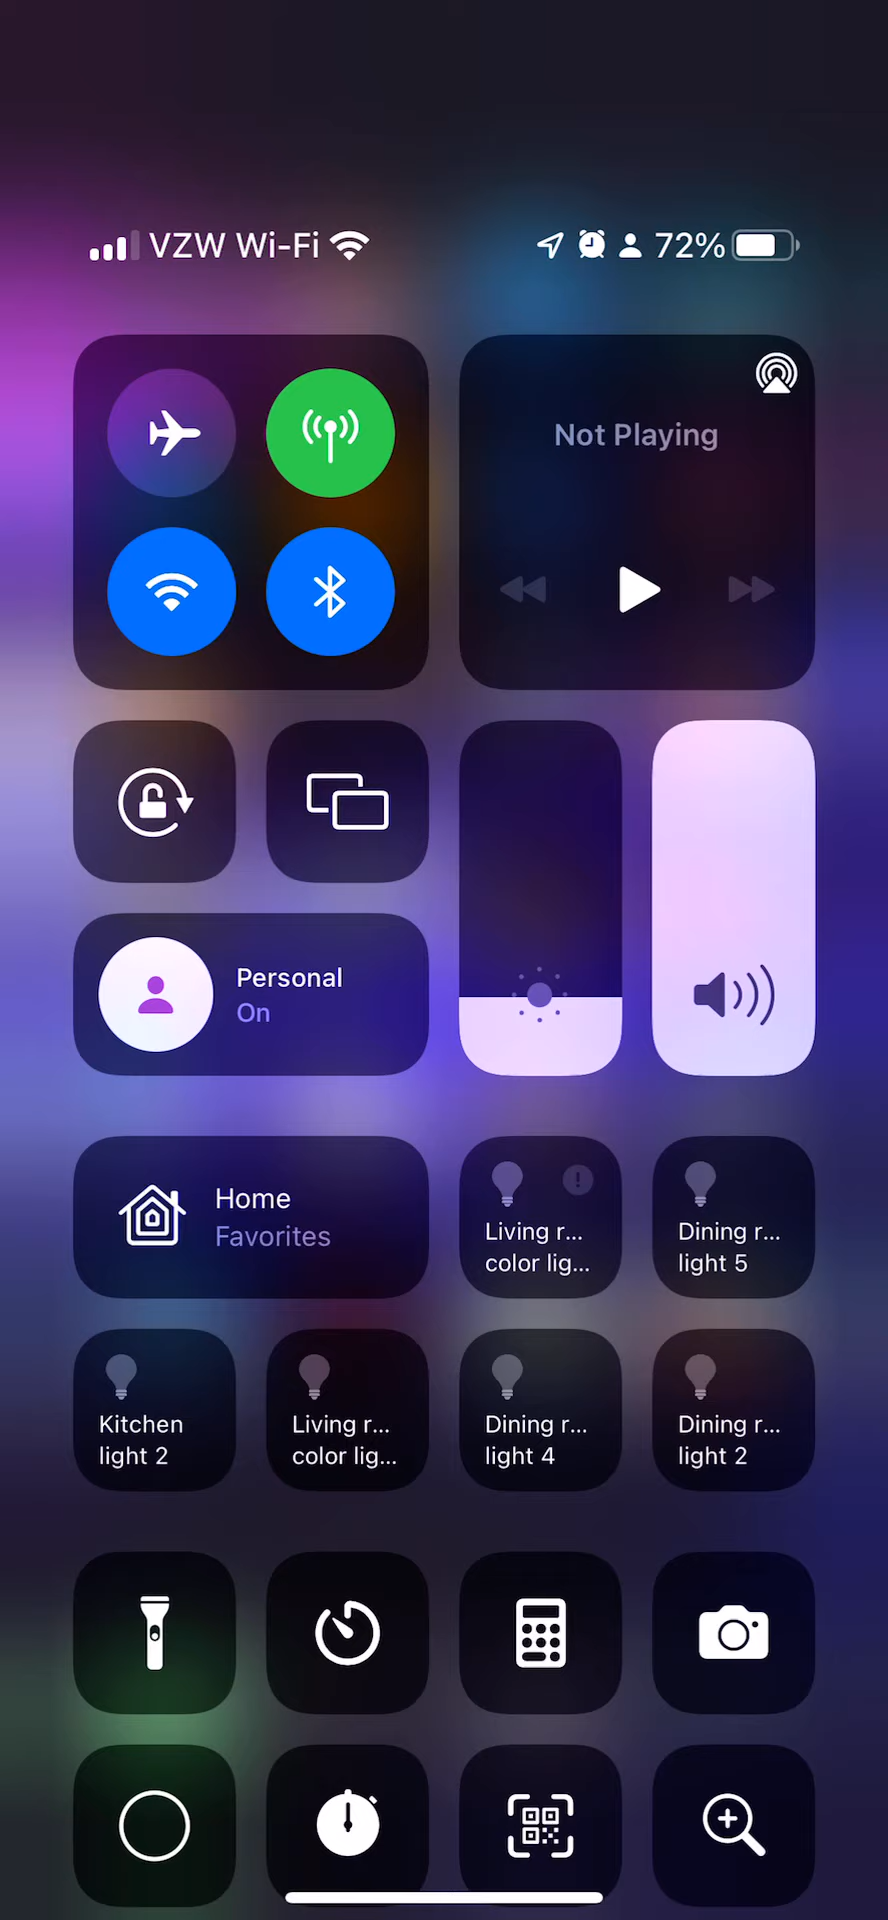 VZW Wi-Fi 72%
Not Playing
Personal
On
Home
Favorites
Living r...
color lig...
Dining r...
light 5
Kitchen
light 2
Living r...
color lig...
Dining r...
light 4
Dining r...
light 2